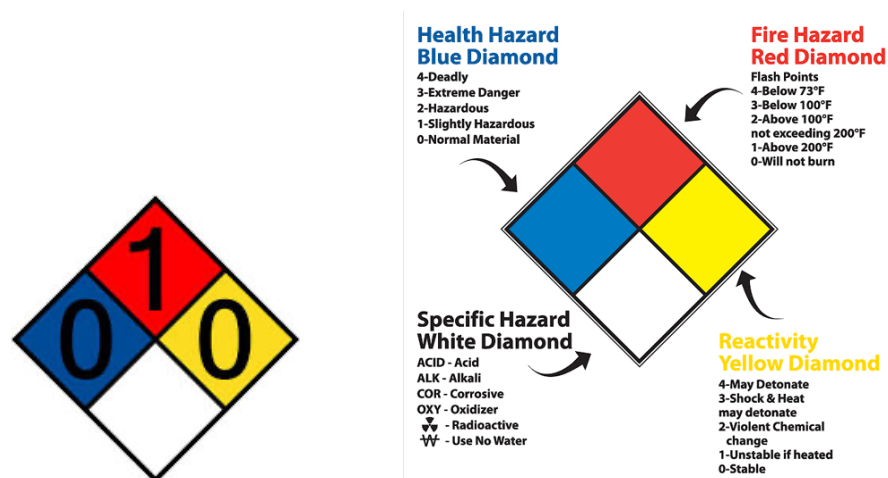 1
0 0
Health Hazard
Blue Diamond
4-Deadly
3-Extreme Danger
2-Hazardous
1-Slightly Hazardous
0-Normal Material
Fire Hazard
Red Diamond
Flash Points
4-Below 73°F
3-Below 100°F
2-Above 100°F
not exceeding 200°F
1-Above 200°F
0-Will not burn
Specific Hazard
White Diamond
ACID - Acid
ALK - Alkali
COR - Corrosive
OXY - Oxidizer
☢ - Radioactive
W̶ - Use No Water
Reactivity
Yellow Diamond
4-May Detonate
3-Shock & Heat
may detonate
2-Violent Chemical
change
1-Unstable if heated
0-Stable